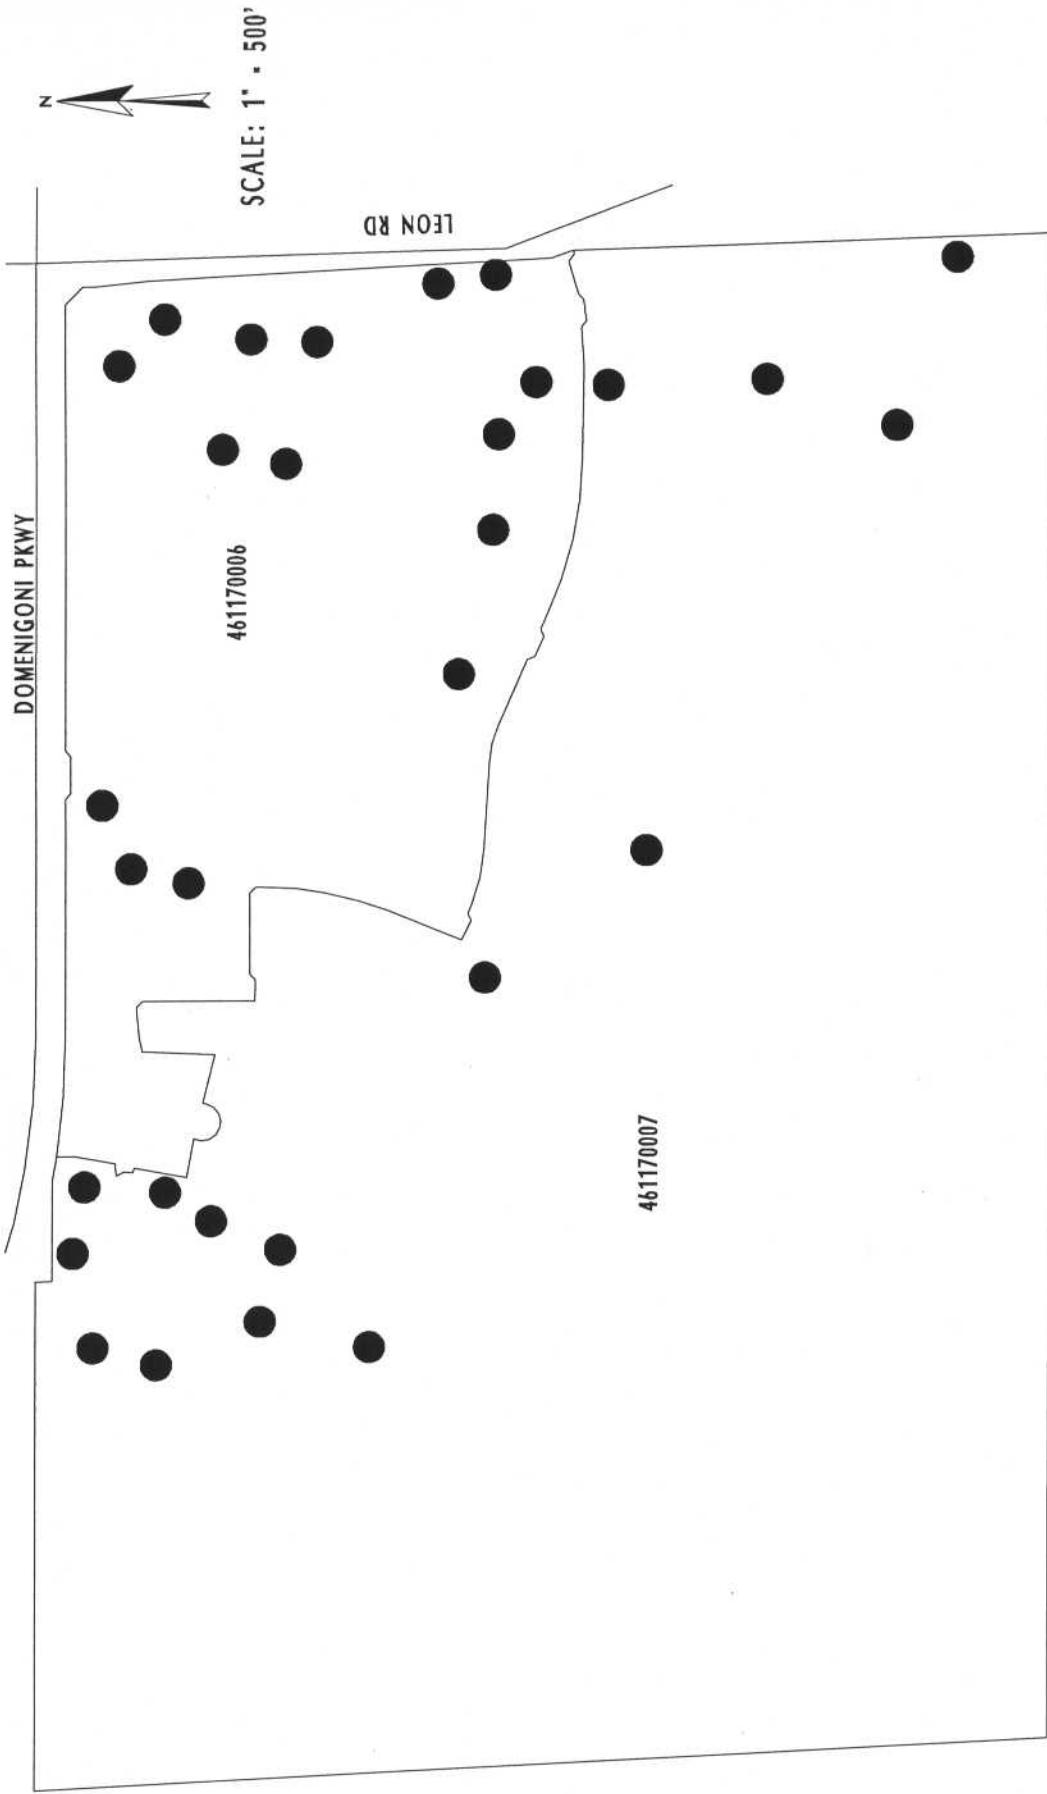 N
SCALE: 1" = 500'
LEON RD
DOMENIGONI PKWY
461170006
461170007